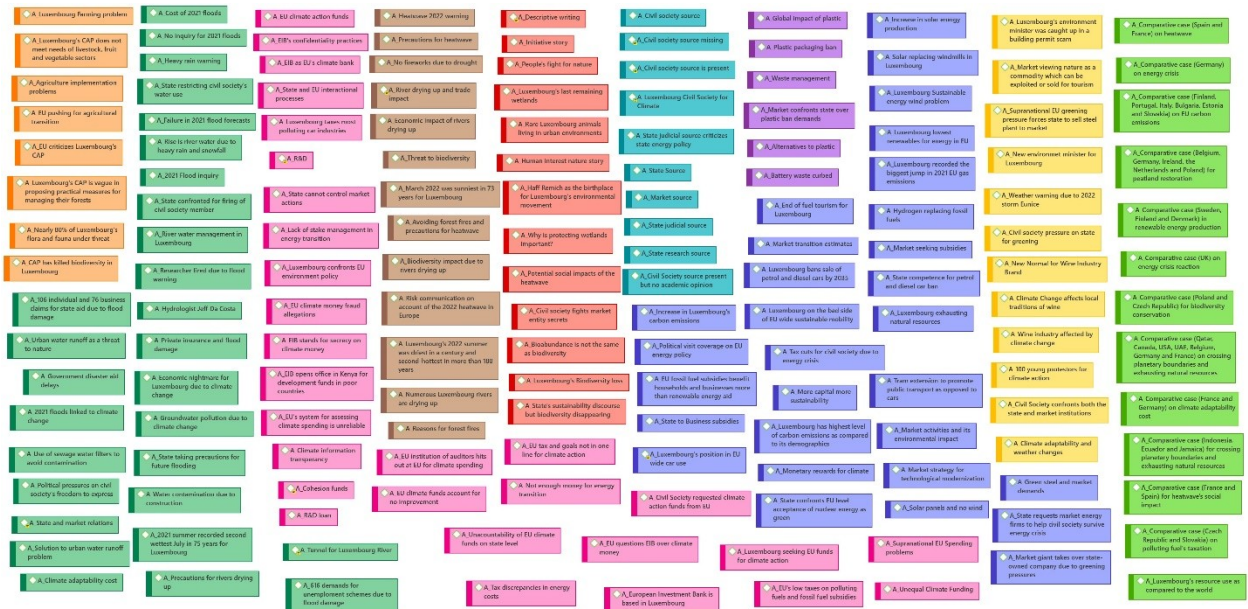 A_Luxembourg Farming problem
A_Luxembourg's CAP does not
meet needs of livestock, fruit
and vegetable sectors
A_Agriculture implementation
problems
A_EU pushing for agricultural
transition
A_EU criticizes Luxembourg's
CAP
A_Luxembourg's CAP is vague in
proposing practical measures for
managing their forests
A_Nearly 80% of Luxembourg's
flora and fauna under threat
A_CAP has killed biodiversity in
Luxembourg
A_106 individual and 76 business
claims for state aid due to flood
damage
A_Urban water runoff as a threat
to nature
A_Government disaster aid
delays
A_2021 floods linked to climate
change
A_Use of sewage water filters to
avoid contamination
A_Political pressures on civil
society's freedom to express
A_State and market relations
A_Solution to urban water runoff
problem
A_Climate adaptability cost
A_Cost of 2021 floods
A_No inquiry for 2021 floods
A_Heavy rain warning
A_State restricting civil society's
water use
A_Failure in 2021 flood forecasts
A_Rise is river water due to
heavy rain and snowfall
A_2021 Flood inquiry
A_State confronted for firing of
civil society member
A_River water management in
Luxembourg
A_Researcher fired due to flood
warning
A_Hydrologist Jeff Da Costa
A_Private insurance and flood
damage
A_Economic nightmare for
Luxembourg due to climate
change
A_Groundwater pollution due to
climate change
A_State taking precautions for
future flooding
A_Water contamination due to
construction
A_2021 summer recorded second
wettest July in 75 years for
Luxembourg
A_Precautions for rivers drying
up
A_EU climate action funds
A_EIB's confidentiality practices
A_EIB as EU's climate bank
A_State and EU interactional
processes
A_Luxembourg taxes most
polluting car industries
A_R&D
A_State cannot control market
actions
A_Lack of stake management in
energy transition
A_Luxembourg confronts EU
environment policy
A_EU climate money fraud
allegations
A_EIB stands for secrecy on
climate money
A_EIB opens office in Kenya for
development funds in poor
countries
A_EU's system for assessing
climate spending is unreliable
A_Climate information
transparency
A_Cohesion funds
A_R&D loan
A_Tunnel for Luxembourg River
A_616 demands for
unemploment schemes due to
flood damage
A_Heatwave 2022 warning
A_Precautions for heatwave
A_No fireworks due to drought
A_River drying up and trade
impact
A_Economic impact of rivers
drying up
A_Threat to biodiversity
A_March 2022 was sunniest in 73
years for Luxembourg
A_Avoiding forest fires and
precautions for heatwave
A_Biodiversity impact due to
rivers drying up
A_Risk communication on
account of the 2022 heatwave in
Europe
A_Luxembourg's 2022 summer
was driest in a century and
second hottest in more than 100
years
A_Numerous Luxembourg rivers
are drying up
A_Reasons for forest fires
A_EU institution of auditors hits
out at EU for climate spending
A_EU climate funds account for
no improvement
A_Unaccountability of EU climate
funds on state level
A_Tax discrepancies in energy
costs
A_Descriptive writing
A_Initiative story
A_People's fight for nature
A_Luxembourg's last remaining
wetlands
A_Rare Luxembourg animals
living in urban environments
A_Human Interest nature story
A_Haff Remich as the birthplace
for Luxembourg's environmental
movement
A_Why is protecting wetlands
important?
A_Potential social impacts of the
heatwave
A_Civil society fights market
entity secrets
A_Bioabundance is not the same
as biodiversity
A_Luxembourg's Biodiversity loss
A_State's sustainability discourse
but biodiversity disappearing
A_EU tax and goals not in one
line for climate action
A_Not enough money for energy
transition
A_EU questions EIB over climate
money
A_European Investment Bank is
based in Luxembourg
A_Civil society source
A_Civil society source missing
A_Civil society source is present
A_Luxembourg Civil Society for
Climate
A_State judicial source criticizes
state energy policy
A_State Source
A_Market source
A_State judicial source
A_State research source
A_Civil Society source present
but no academic opinion
A_Increase in Luxembourg's
carbon emissions
A_Political visit coverage on EU
energy policy
A_EU fossil fuel subsidies benefit
households and businesses more
than renewable energy aid
A_State to Business subsidies
A_Luxembourg's position in EU
wide car use
A_Civil Society requested climate
action funds from EU
A_Luxembourg seeking EU funds
for climate action
A_EU's low taxes on polluting
fuels and fossil fuel subsidies
A_Global Impact of plastic
A_Plastic packaging ban
A_Waste management
A_Market confronts state over
plastic ban demands
A_Alternatives to plastic
A_Battery waste curbed
A_End of fuel tourism for
Luxembourg
A_Market transition estimates
A_Luxembourg bans sale of
petrol and diesel cars by 2035
A_Luxembourg on the bad side
of EU wide sustainable mobility
A_Tax cuts for civil society due to
energy crisis
A_More capital more
sustainability
A_Luxembourg has highest level
of carbon emissions as compared
to its demographics
A_Monetary rewards for climate
A_State confronts EU level
acceptance of nuclear energy as
green
A_Supranational EU Spending
problems
A_Unequal Climate Funding
A_Increase in solar energy
production
A_Solar replacing windmills in
Luxembourg
A_Luxembourg Sustainable
energy wind problem
A_Luxembourg lowest
renewables for energy in EU
A_Luxembourg recorded the
biggest jump in 2021 EU gas
emissions
A_Hydrogen replacing fossil
fuels
A_Market seeking subsidies
A_State competence for petrol
and diesel car ban
A_Luxembourg exhausting
natural resources
A_Tram extension to promote
public transport as opposed to
cars
A_Market activities and its
environmental impact
A_Market strategy for
technological modernization
A_Solar panels and no wind
A_Luxembourg's environment
minister was caught up in a
building permit scam
A_Market viewing nature as a
commodity which can be
exploited or sold for tourism
A_Supranational EU greening
pressure forces state to sell steel
plant to market
A_New environment minister for
Luxembourg
A_Weather warning due to 2022
storm Eunice
A_Civil society pressure on state
for greening
A_New Normal for Wine Industry
Brand
A_Climate Change affects local
traditions of wine
A_Wine industry affected by
climate change
A_100 young protestors for
climate action
A_Civil Society confronts both the
state and market institutions
A_Climate adaptability and
weather changes
A_Green steel and market
demands
A_State requests market energy
firms to help civil society survive
energy crisis
A_Market giant takes over state-
owned company due to greening
pressures
A_Comparative case (Spain and
France) on heatwave
A_Comparative case (Germany)
on energy crisis
A_Comparative case (Finland,
Portugal, Italy, Bulgaria, Estonia
and Slovakia) on EU carbon
emissions
A_Comparative case (Belgium,
Germany, Ireland, the
Netherlands and Poland) for
peatland restoration
A_Comparative case (Sweden,
Finland and Denmark) in
renewable energy production
A_Comparative case (UK) on
energy crisis reaction
A_Comparative case (Poland and
Czech Republic) for biodiversity
conservation
A_Comparative case (Qatar,
Canada, USA, UAE, Belgium,
Germany and France) on crossing
planetary boundaries and
exhausting natural resources
A_Comparative case (France and
Germany) on climate adaptability
cost
A_Comparative case (Indonesia,
Ecuador and Jamaica) for crossing
planetary boundaries and
exhausting natural resources
A_Comparative case (France and
Spain) for heatwave's social
impact
A_Comparative case (Czech
Republic and Slovakia) on
polluting fuel's taxation
A_Luxembourg's resource use as
compared to the world